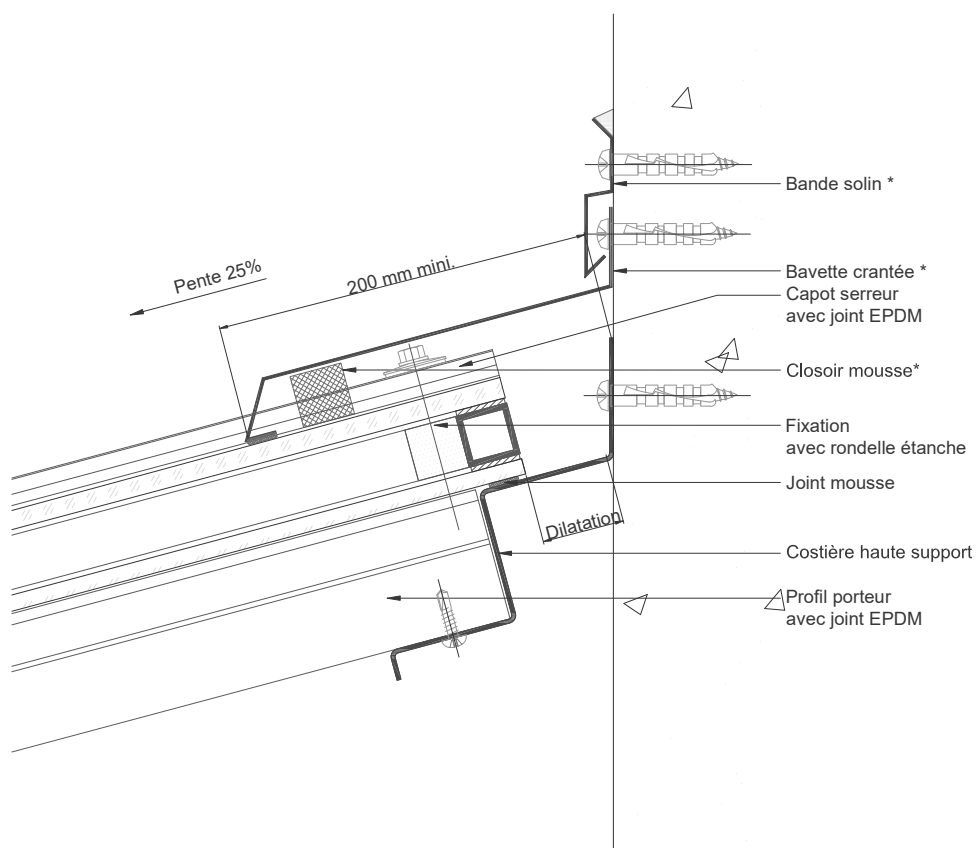 Bande solin *
Pente 25%
200 mm mini.
Bavette crantée *
Capot serreur
avec joint EPDM
Closoir mousse*
Fixation
avec rondelle étanche
Joint mousse
Dilatation
Costière haute support
Profil porteur
avec joint EPDM